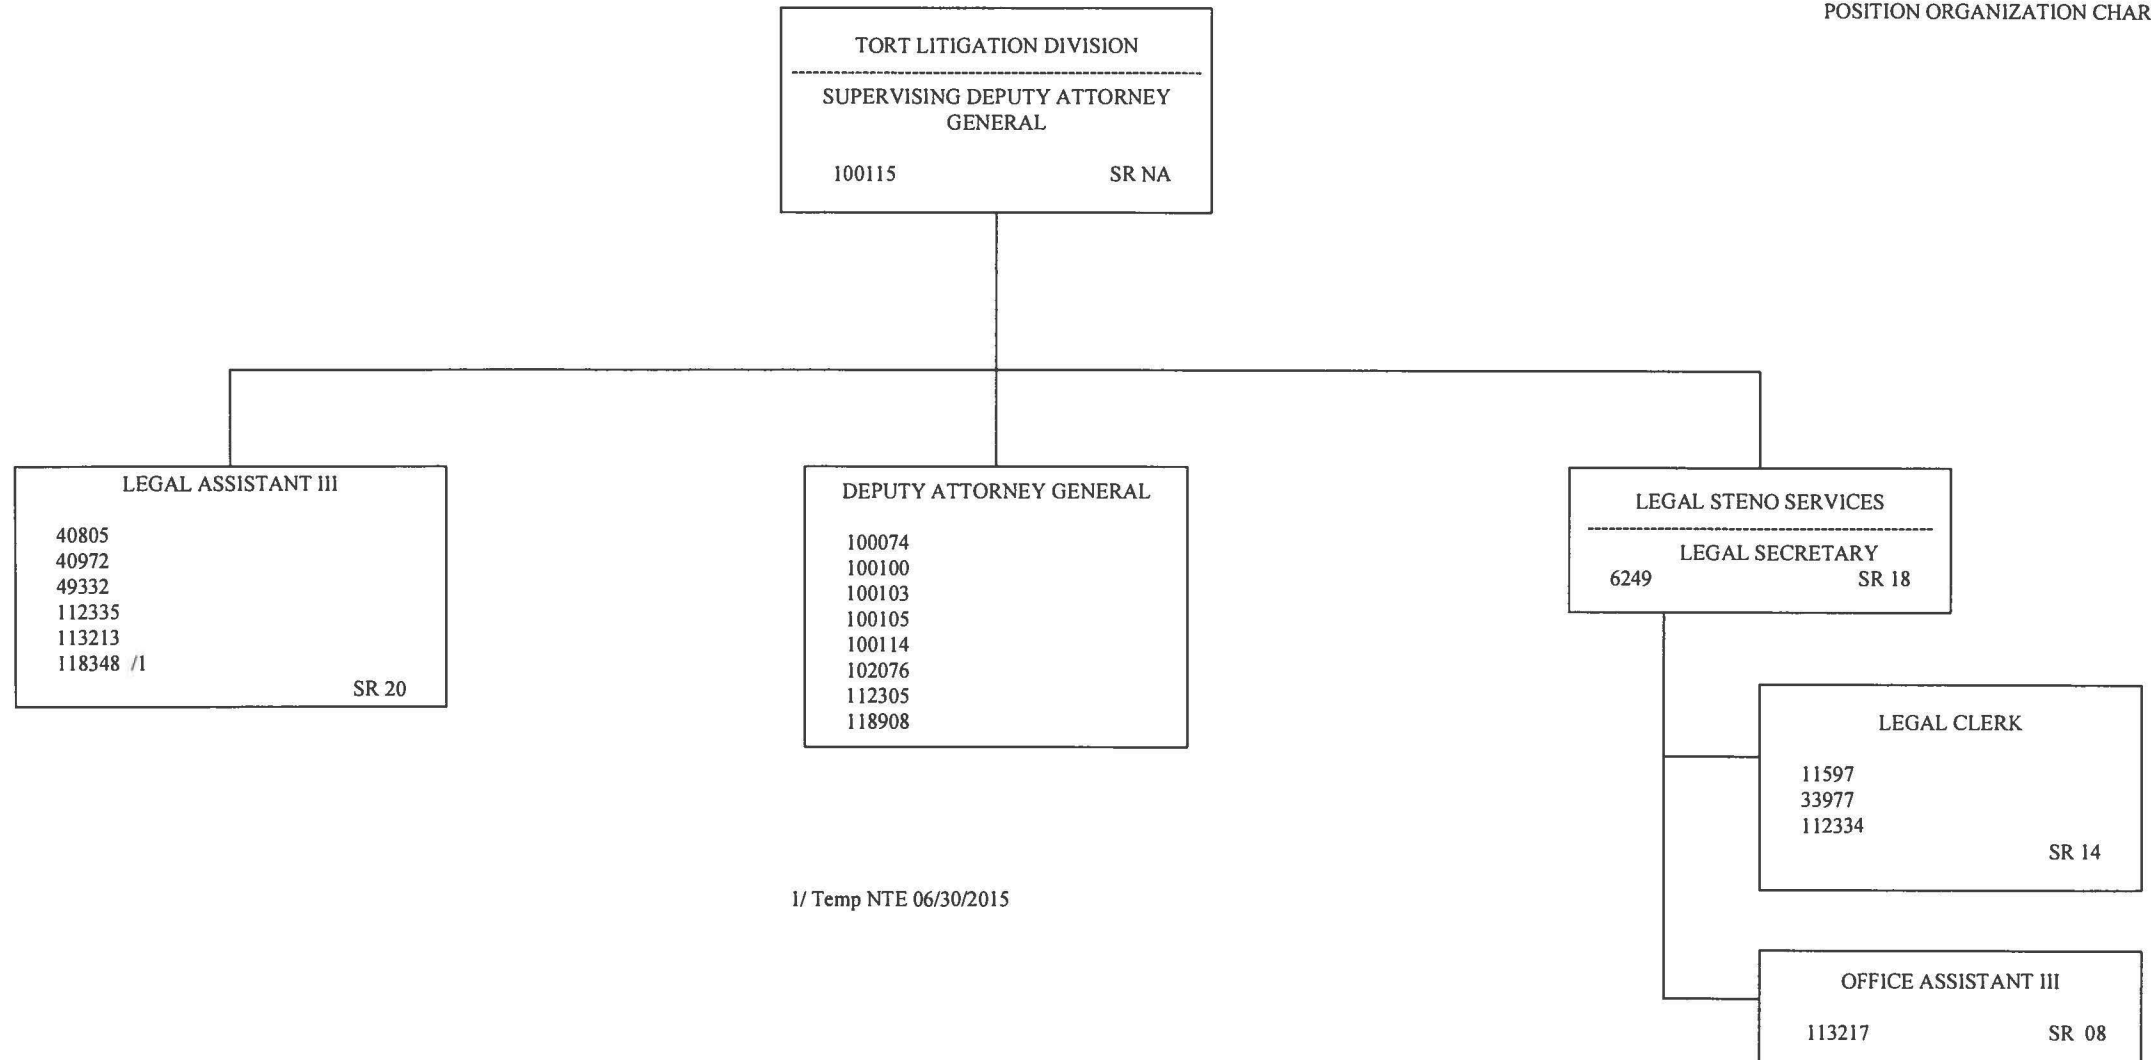 POSITION ORGANIZATION CHAR
TORT LITIGATION DIVISION
SUPERVISING DEPUTY ATTORNEY
GENERAL
100115 SR NA
LEGAL ASSISTANT III
40805
40972
49332
112335
113213
118348 /1
SR 20
DEPUTY ATTORNEY GENERAL
100074
100100
100103
100105
100114
102076
112305
118908
LEGAL STENO SERVICES
LEGAL SECRETARY
6249 SR 18
LEGAL CLERK
11597
33977
112334
SR 14
1/ Temp NTE 06/30/2015
OFFICE ASSISTANT III
113217 SR 08